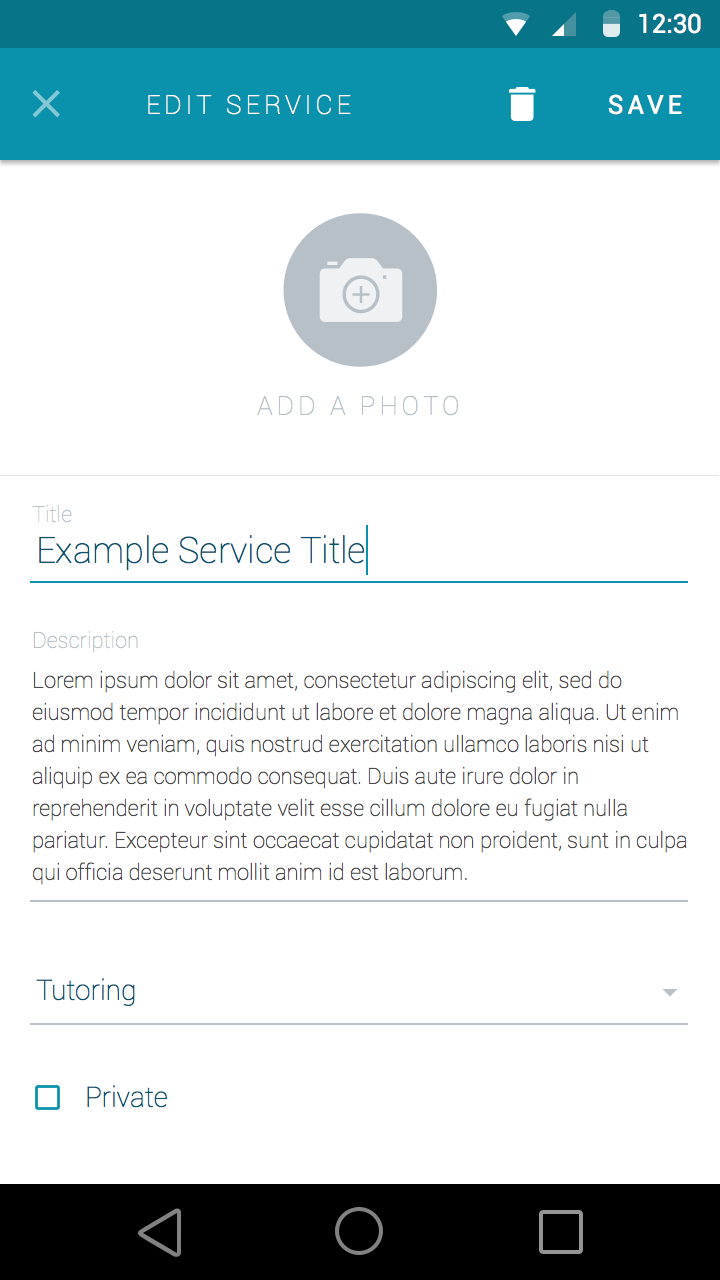 12:30
EDIT SERVICE
SAVE
ADD A PHOTO
Title
Example Service Title
Description
Lorem ipsum dolor sit amet, consectetur adipiscing elit, sed do
eiusmod tempor incididunt ut labore et dolore magna aliqua. Ut enim
ad minim veniam, quis nostrud exercitation ullamco laboris nisi ut
aliquip ex ea commodo consequat. Duis aute irure dolor in
reprehenderit in voluptate velit esse cillum dolore eu fugiat nulla
pariatur. Excepteur sint occaecat cupidatat non proident, sunt in culpa
qui officia deserunt mollit anim id est laborum.
Tutoring
Private